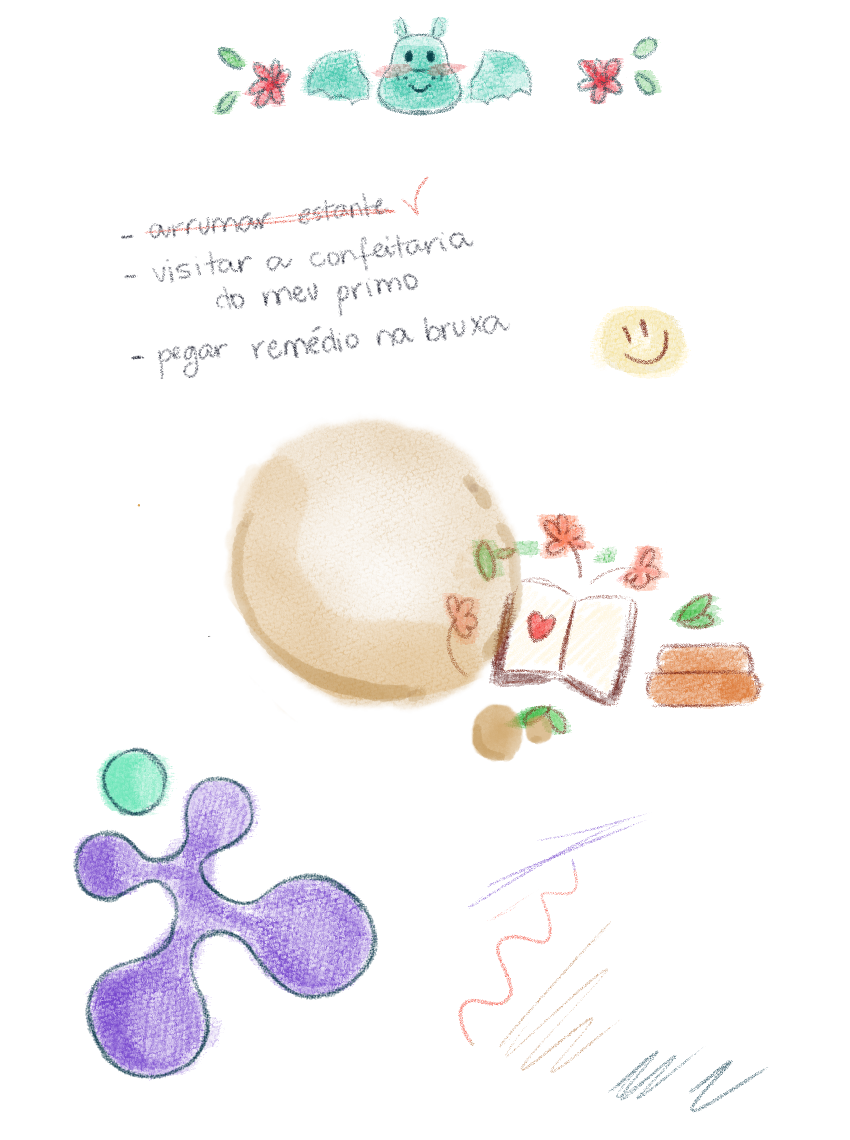 - arrumar estante
- visitar a confeitaria
do meu primo
- pegar remédio na bruxa